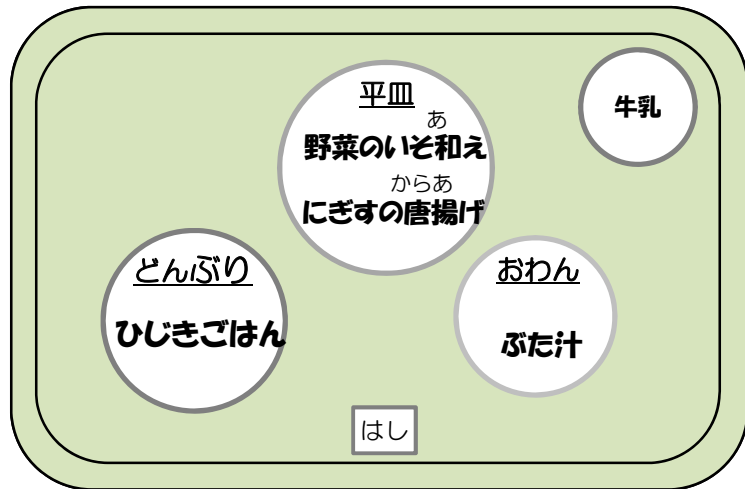 平皿
あ
野菜のいそ和え
からあ
にぎすの唐揚げ
牛乳
どんぶり
ひじきごはん
おわん
ぶた汁
はし